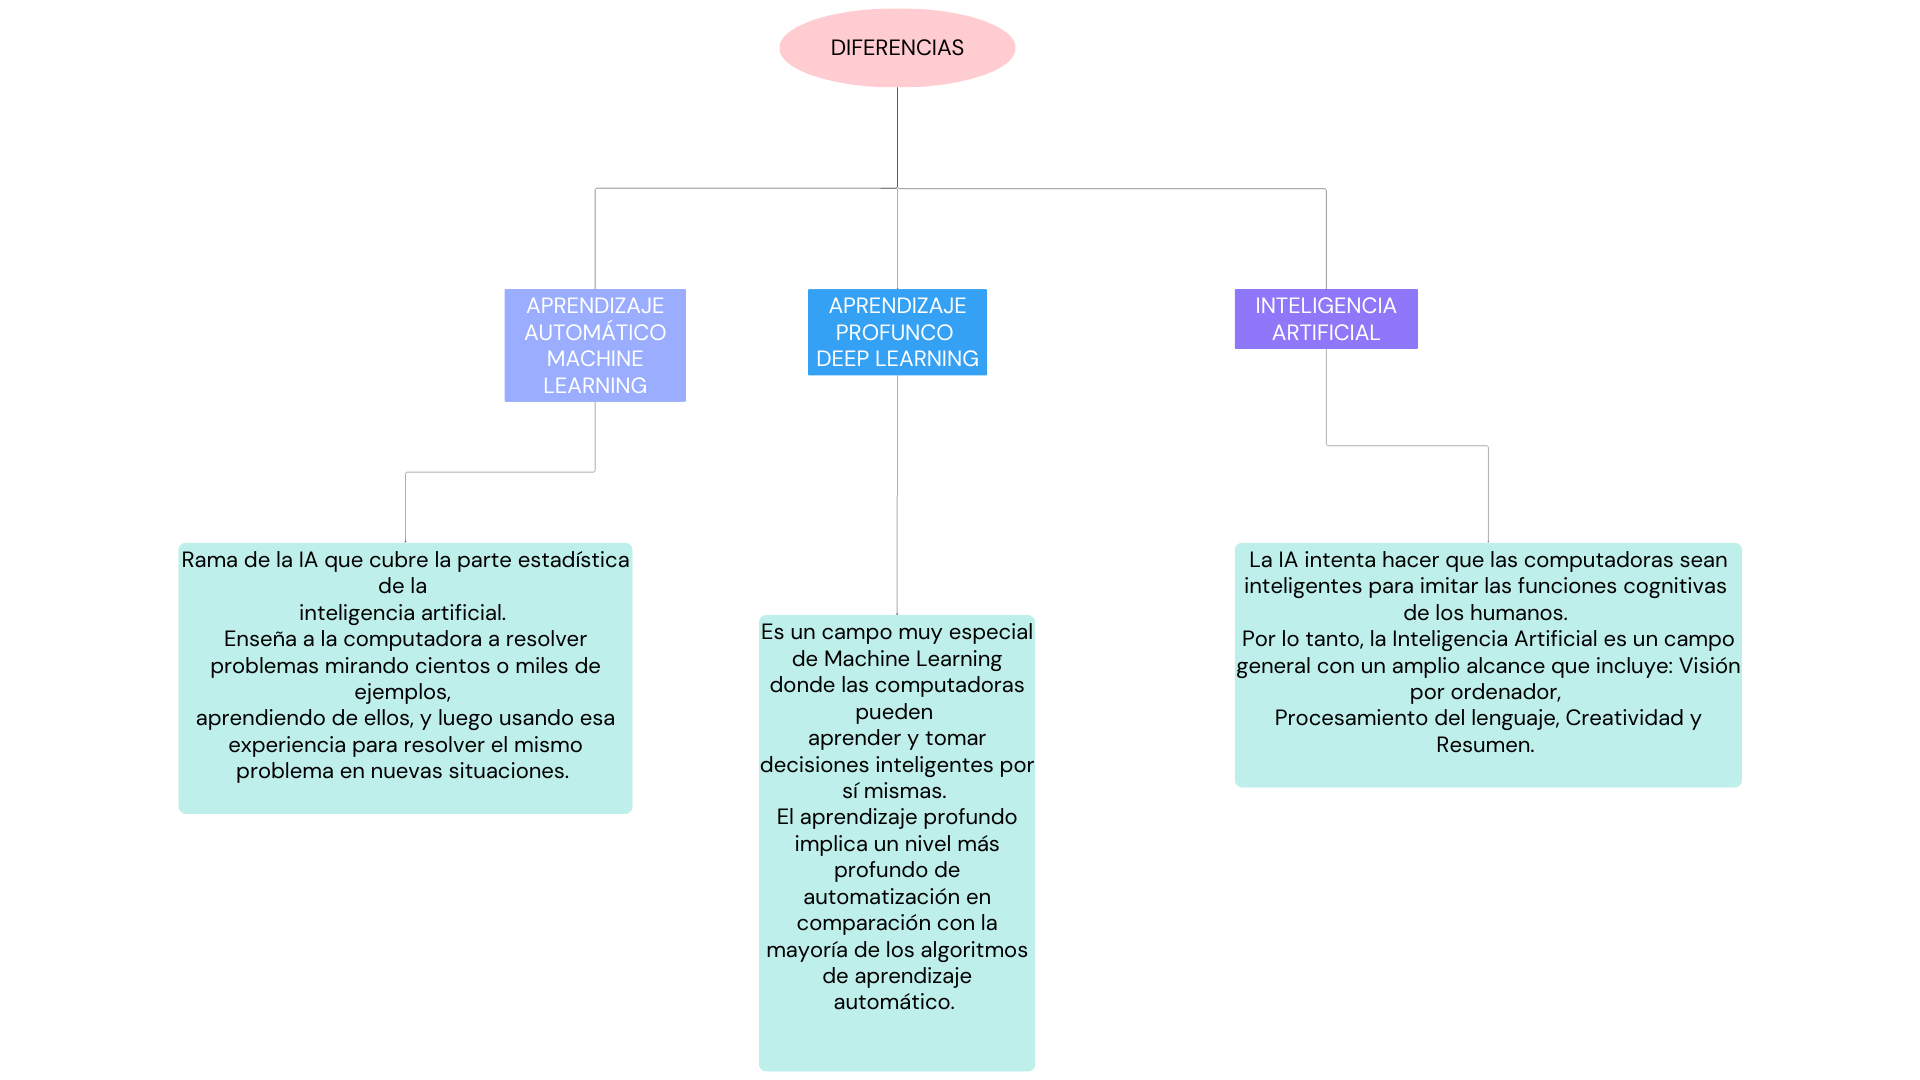 DIFERENCIAS
APRENDIZAJE
AUTOMÁTICO
MACHINE
LEARNING
APRENDIZAJE
PROFUNCO
DEEP LEARNING
INTELIGENCIA
ARTIFICIAL
Rama de la IA que cubre la parte estadística
de la
inteligencia artificial.
Enseña a la computadora a resolver
problemas mirando cientos o miles de
ejemplos,
aprendiendo de ellos, y luego usando esa
experiencia para resolver el mismo
problema en nuevas situaciones.
Es un campo muy especial
de Machine Learning
donde las computadoras
pueden
aprender y tomar
decisiones inteligentes por
sí mismas.
El aprendizaje profundo
implica un nivel más
profundo de
automatización en
comparación con la
mayoría de los algoritmos
de aprendizaje
automático.
La IA intenta hacer que las computadoras sean
inteligentes para imitar las funciones cognitivas
de los humanos.
Por lo tanto, la Inteligencia Artificial es un campo
general con un amplio alcance que incluye: Visión
por ordenador,
Procesamiento del lenguaje, Creatividad y
Resumen.